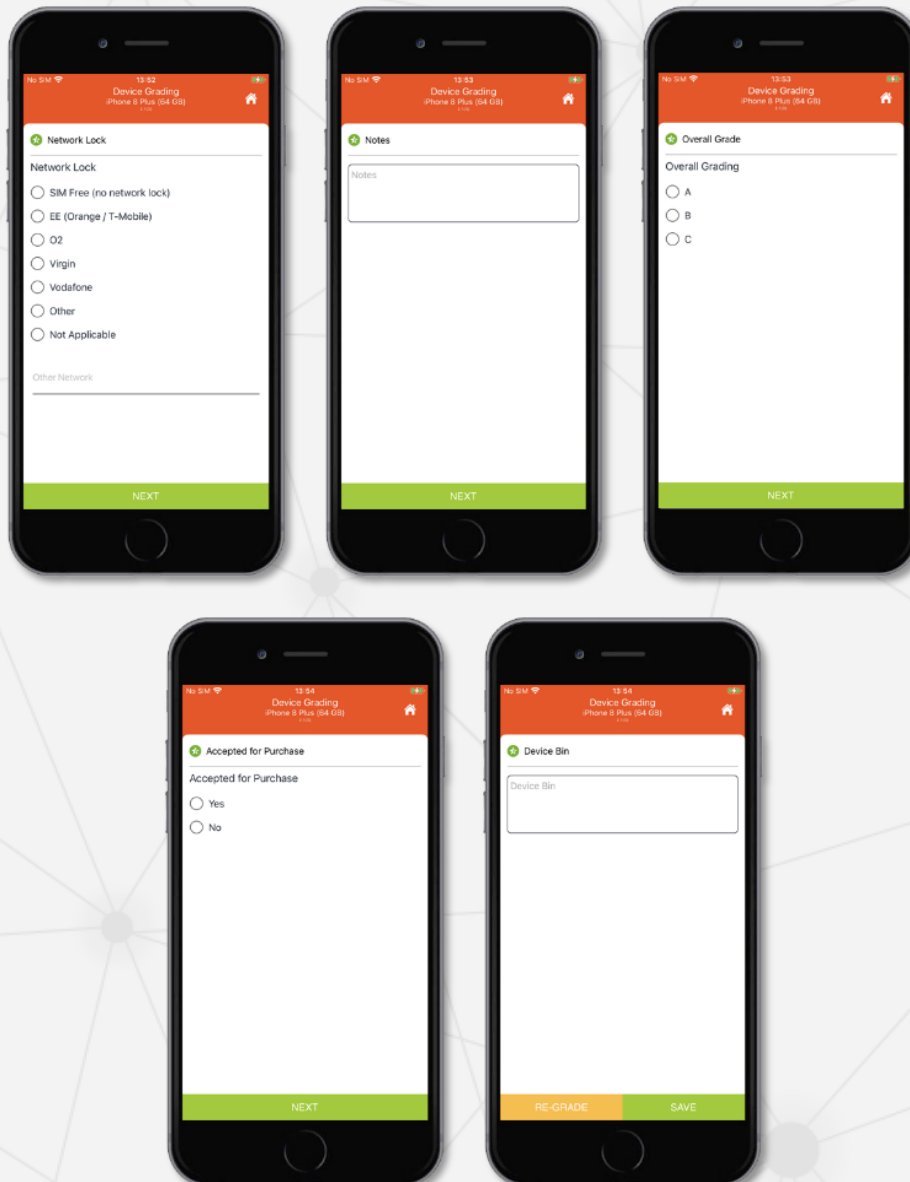 No SIM 13:52
Device Grading
iPhone 8 Plus (64 GB)
Network Lock
Network Lock
SIM Free (no network lock)
EE (Orange / T-Mobile)
O2
Virgin
Vodafone
Other
Not Applicable
Other Network
NEXT
No SIM 13:53
Device Grading
iPhone 8 Plus (64 GB)
Notes
Notes
NEXT
No SIM 13:53
Device Grading
iPhone 8 Plus (64 GB)
Overall Grade
Overall Grading
A
B
C
NEXT
No SIM 13:54
Device Grading
iPhone 8 Plus (64 GB)
Accepted for Purchase
Accepted for Purchase
Yes
No
NEXT
No SIM 13:54
Device Grading
iPhone 8 Plus (64 GB)
Device Bin
Device Bin
RE-GRADE SAVE